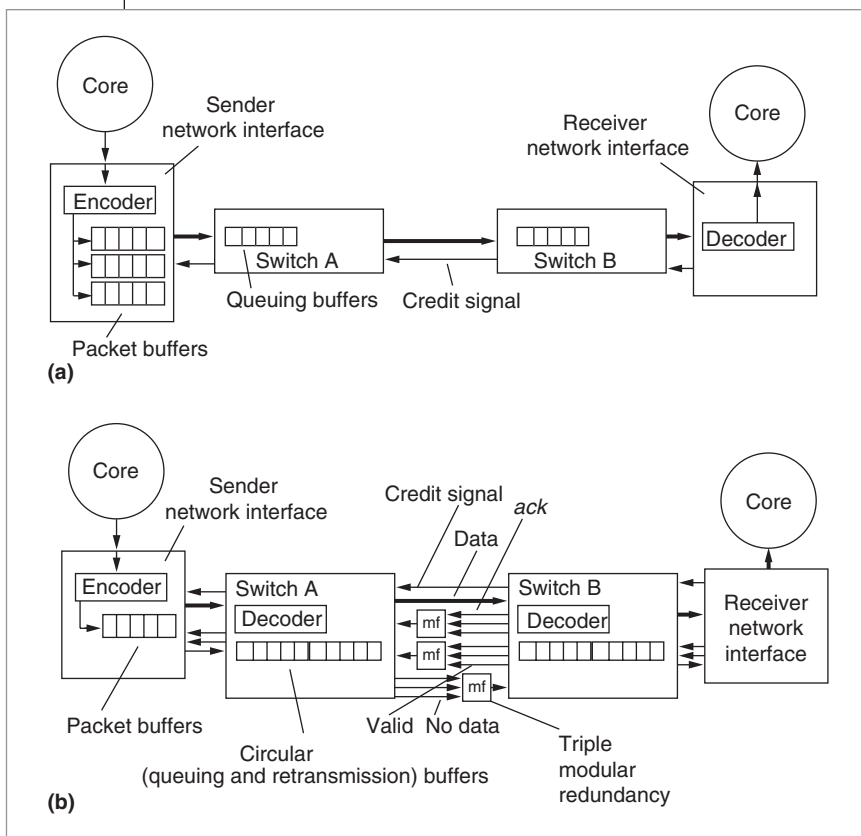 Core
Sender
network interface
Encoder
Packet buffers
Switch A
Queuing buffers
Credit signal
Switch B
Receiver
network interface
Decoder
Core
(a)
Core
Sender
network interface
Encoder
Packet buffers
Switch A
Decoder
Circular
(queuing and retransmission) buffers
Credit signal
Data
ack
mf
mf
mf
Valid
No data
Triple
modular
redundancy
Switch B
Decoder
Core
Receiver
network
interface
(b)